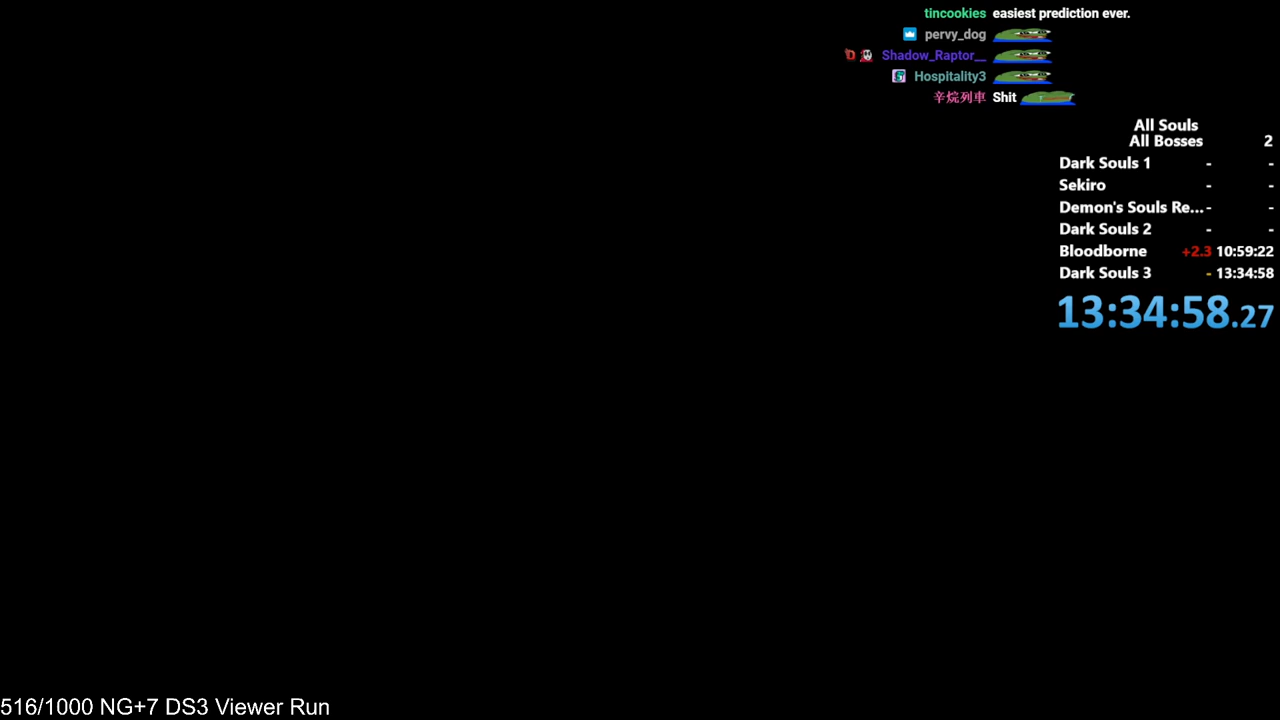 tincookies easiest prediction ever.
pervy_dog
Shadow_Raptor__
Hospitality3
辛烷列車 Shit
All Souls
All Bosses 2
Dark Souls 1 - -
Sekiro - -
Demon's Souls Re... - -
Dark Souls 2 - -
Bloodborne +2.3 10:59:22
Dark Souls 3 - 13:34:58
13:34:58.27
516/1000 NG+7 DS3 Viewer Run